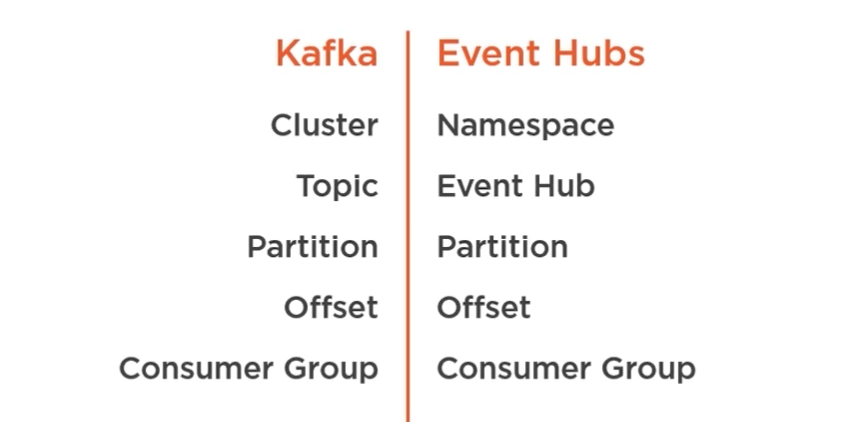 Kafka Event Hubs
Cluster Namespace
Topic Event Hub
Partition Partition
Offset Offset
Consumer Group Consumer Group